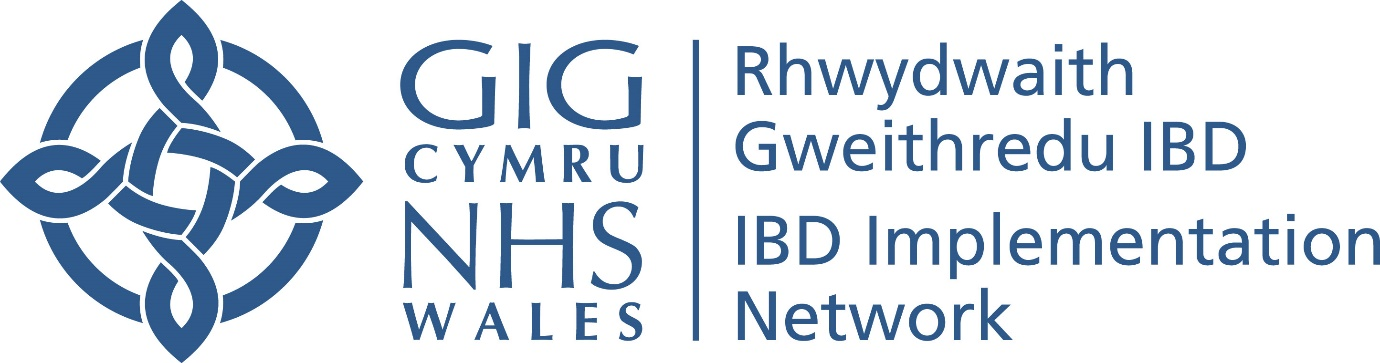 GIG
CYMRU
NHS
WALES
Rhwydwaith
Gweithredu IBD
IBD Implementation
Network